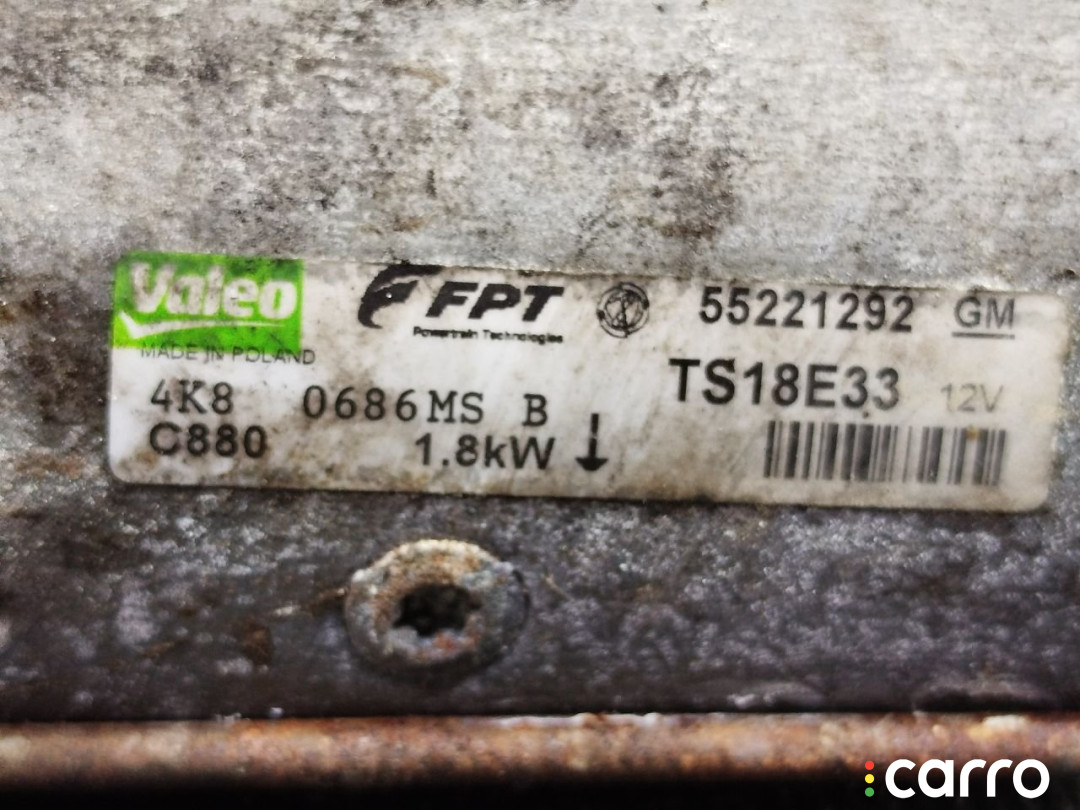 Valeo FPT 55221292 GM
Powertrain Technologies
MADE IN POLAND
TS18E33 12V
4K8 0686MS B
C880 1.8kW
carro